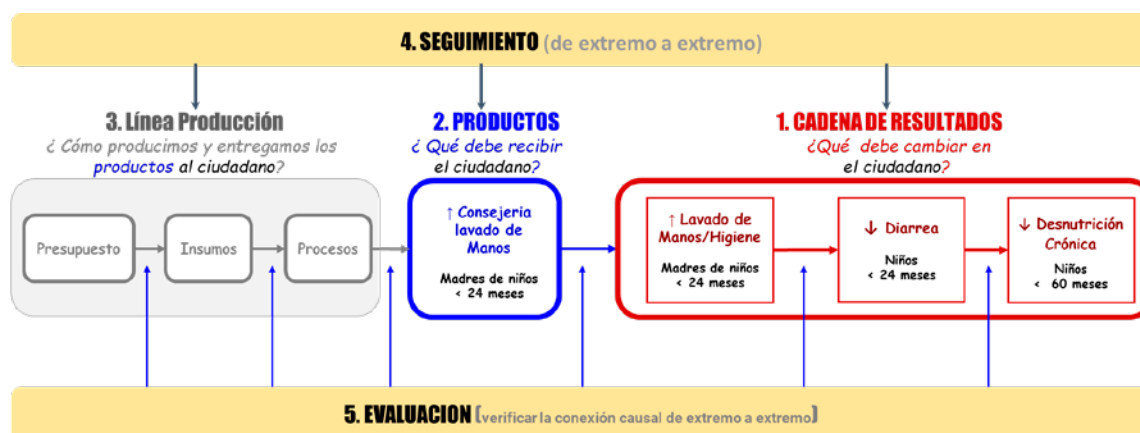 4. SEGUIMIENTO (de extremo a extremo)
3. Línea Producción
¿ Cómo producimos y entregamos los
productos al ciudadano?
2. PRODUCTOS
¿ Qué debe recibir
el ciudadano?
1. CADENA DE RESULTADOS
¿Qué debe cambiar en
el ciudadano?
Presupuesto
Insumos
Procesos
↑ Consejeria
lavado de
Manos
Madres de niños
< 24 meses
↑ Lavado de
Manos/Higiene
Madres de niños
< 24 meses
↓ Diarrea
Niños
< 24 meses
↓ Desnutrición
Crónica
Niños
< 60 meses
5. EVALUACION (verificar la conexión causal de extremo a extremo)